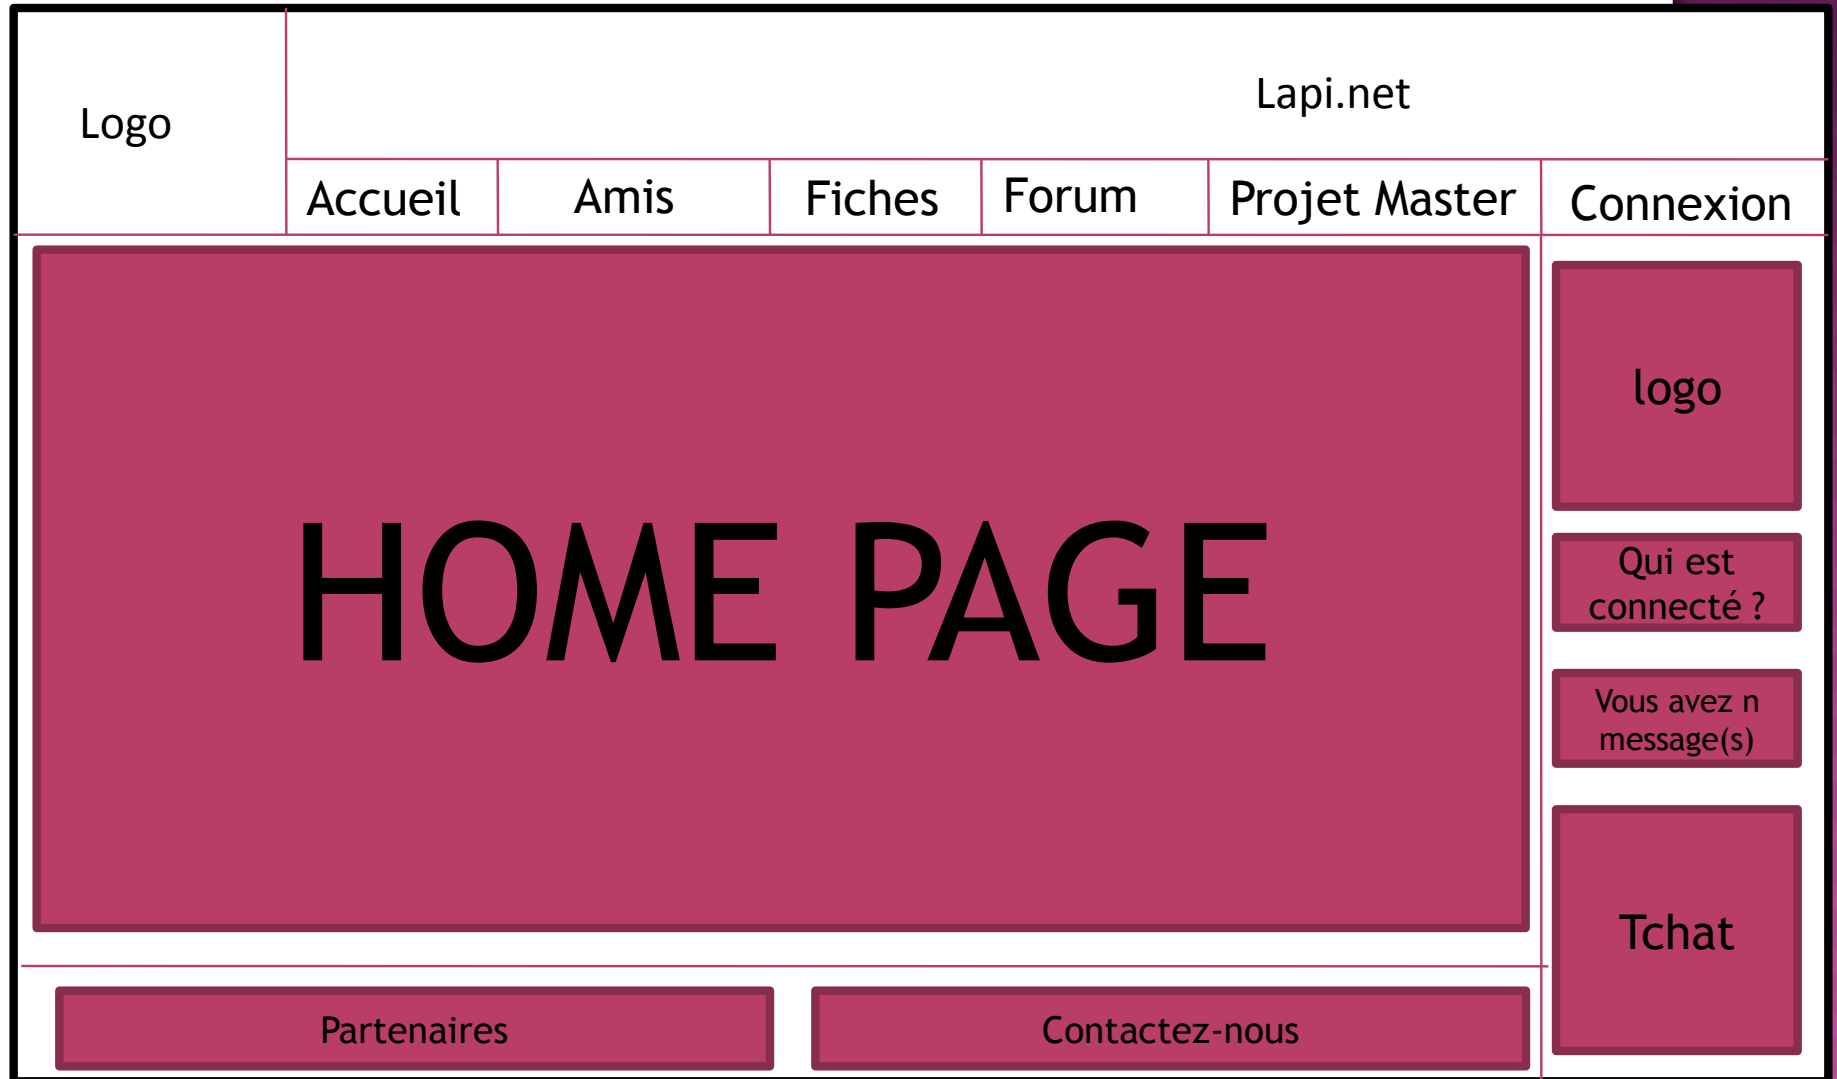 Logo
Lapi.net
Accueil
Amis
Fiches
Forum
Projet Master
Connexion
HOME PAGE
logo
Qui est
connecté ?
Vous avez n
message(s)
Tchat
Partenaires
Contactez-nous